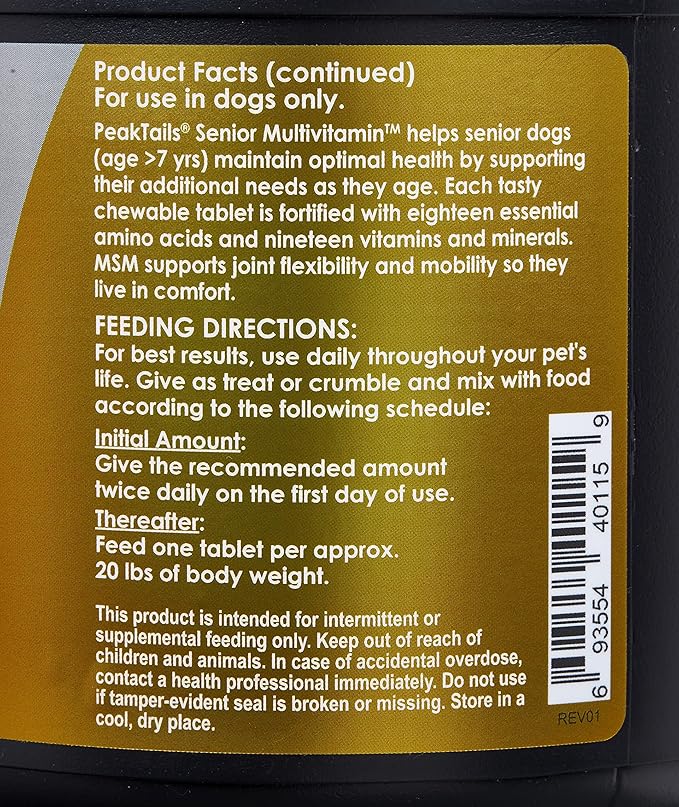 Product Facts (continued)
For use in dogs only.
PeakTails® Senior Multivitamin™ helps senior dogs
(age >7 yrs) maintain optimal health by supporting
their additional needs as they age. Each tasty
chewable tablet is fortified with eighteen essential
amino acids and nineteen vitamins and minerals.
MSM supports joint flexibility and mobility so they
live in comfort.
FEEDING DIRECTIONS:
For best results, use daily throughout your pet's
life. Give as treat or crumble and mix with food
according to the following schedule:
Initial Amount:
Give the recommended amount
twice daily on the first day of use.
Thereafter:
Feed one tablet per approx.
20 lbs of body weight.
This product is intended for intermittent or
supplemental feeding only. Keep out of reach of
children and animals. In case of accidental overdose,
contact a health professional immediately. Do not use
if tamper-evident seal is broken or missing. Store in a
cool, dry place.
6 93554 40115 9
REV01